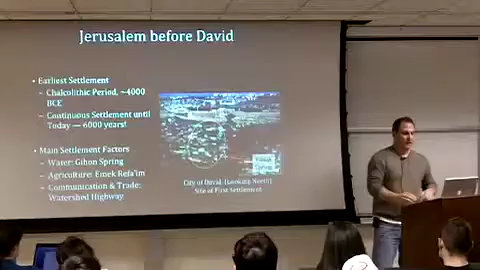 Jerusalem before David
• Earliest Settlement
– Chalcolithic Period, ~4000
BCE
– Continuous Settlement until
Today — 6000 years!
• Main Settlement Factors
– Water: Gihon Spring
– Agriculture: Emek Refa'im
– Communication & Trade:
Watershed Highway
City of David, (Looking North)
Site of First Settlement